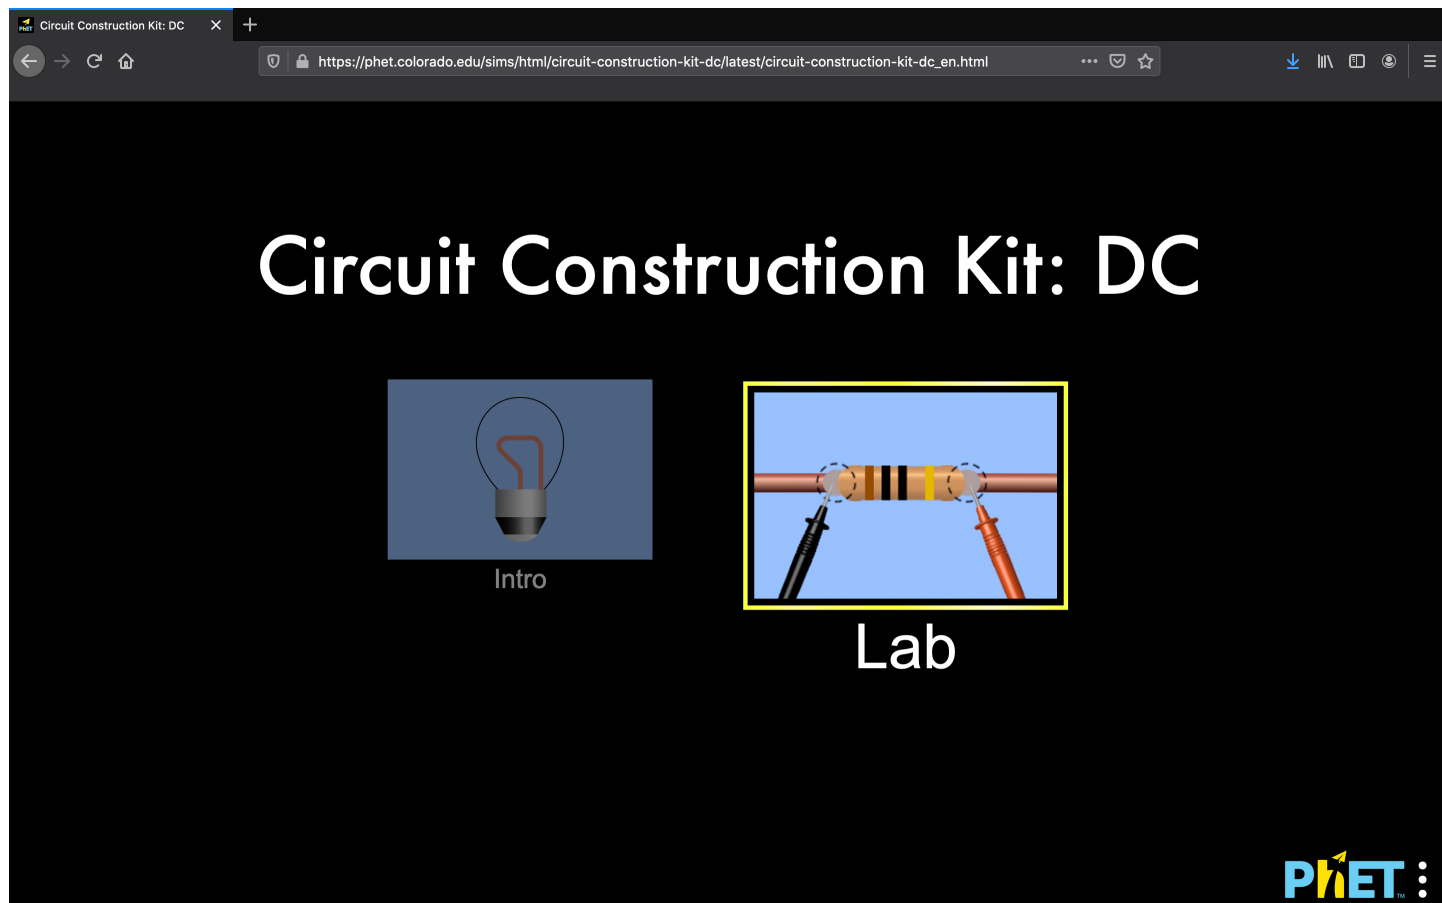 Circuit Construction Kit: DC
https://phet.colorado.edu/sims/html/circuit-construction-kit-dc/latest/circuit-construction-kit-dc_en.html
Circuit Construction Kit: DC
Intro
Lab
PhET™